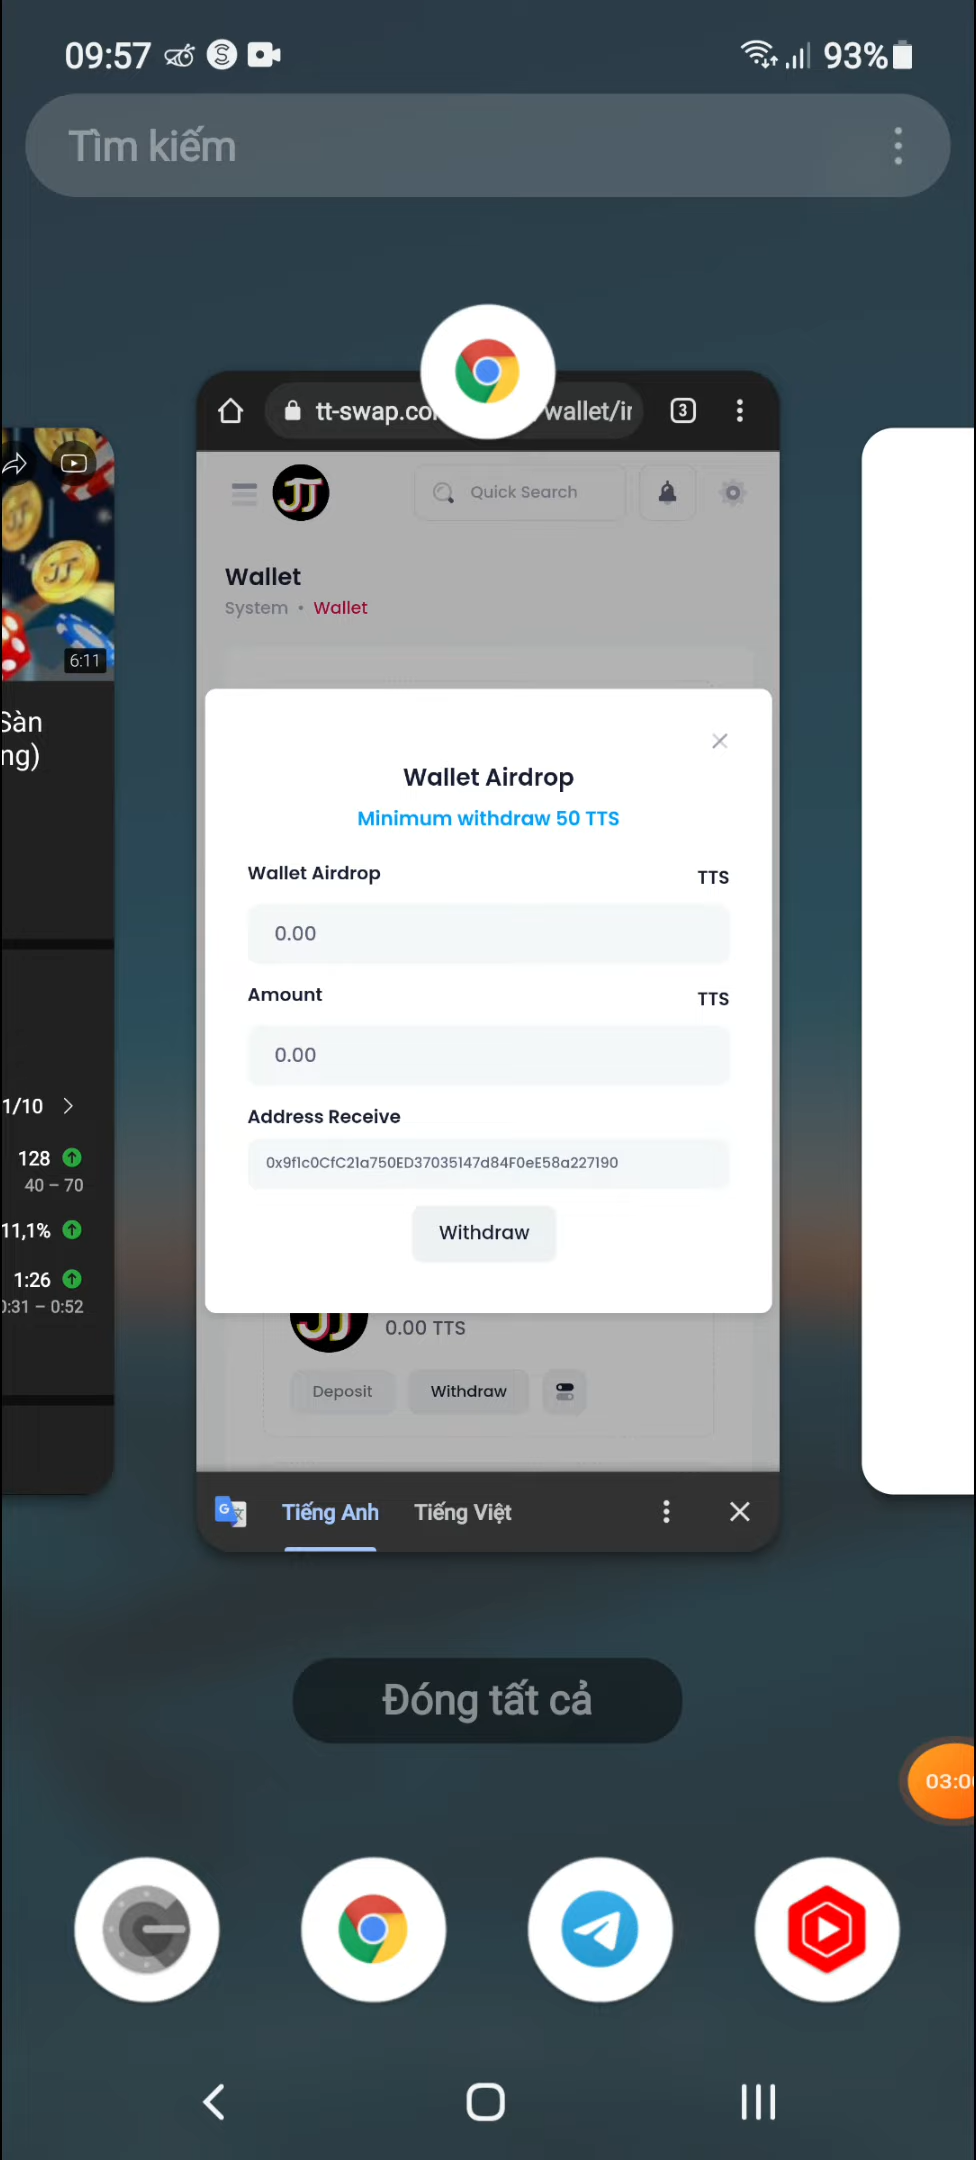 09:57
93%
Tìm kiếm
tt-swap.co
wallet/ir
3
Quick Search
Wallet
System • Wallet
6:11
Sàn
ng)
Wallet Airdrop
Minimum withdraw 50 TTS
Wallet Airdrop
TTS
0.00
Amount
TTS
0.00
Address Receive
0x9f1c0CfC21a750ED37035147d84F0eE58a227190
Withdraw
1/10
128
40 – 70
11,1%
1:26
0:31 – 0:52
0.00 TTS
Deposit
Withdraw
Tiếng Anh
Tiếng Việt
Đóng tất cả
03:0